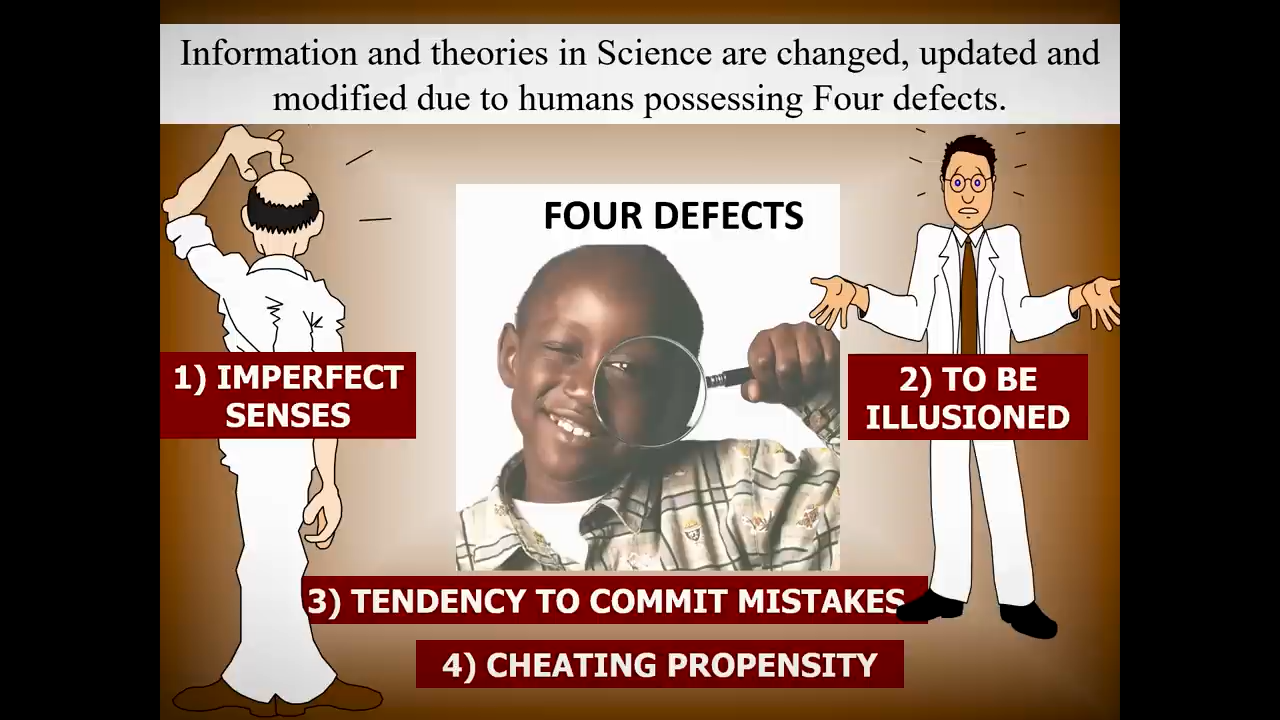 Information and theories in Science are changed, updated and
modified due to humans possessing Four defects.
FOUR DEFECTS
1) IMPERFECT
SENSES
2) TO BE
ILLUSIONED
3) TENDENCY TO COMMIT MISTAKES
4) CHEATING PROPENSITY